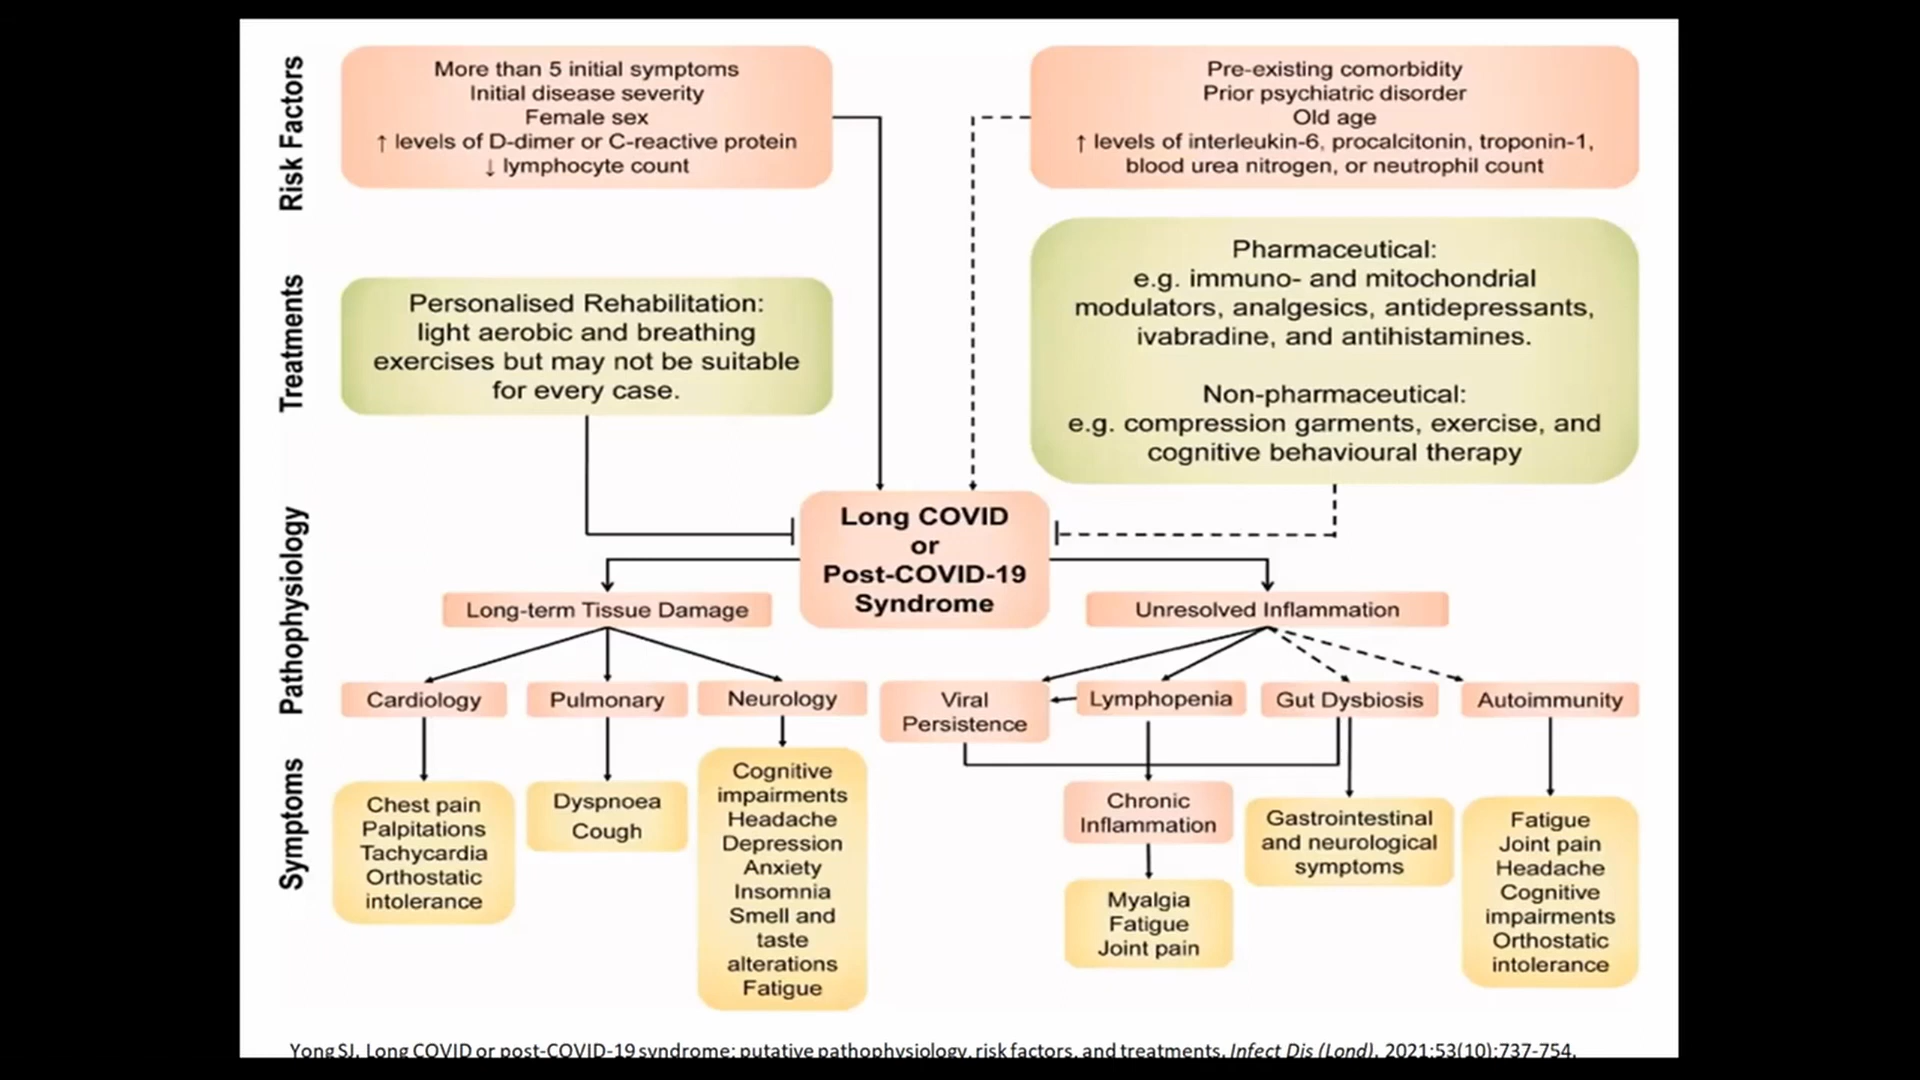 Risk Factors
More than 5 initial symptoms
Initial disease severity
Female sex
↑ levels of D-dimer or C-reactive protein
↓ lymphocyte count
Pre-existing comorbidity
Prior psychiatric disorder
Old age
↑ levels of interleukin-6, procalcitonin, troponin-1,
blood urea nitrogen, or neutrophil count
Treatments
Personalised Rehabilitation:
light aerobic and breathing
exercises but may not be suitable
for every case.
Pharmaceutical:
e.g. immuno- and mitochondrial
modulators, analgesics, antidepressants,
ivabradine, and antihistamines.
Non-pharmaceutical:
e.g. compression garments, exercise, and
cognitive behavioural therapy
Pathophysiology
Long COVID
or
Post-COVID-19
Syndrome
Long-term Tissue Damage
Unresolved Inflammation
Cardiology
Pulmonary
Neurology
Viral
Persistence
Lymphopenia
Gut Dysbiosis
Autoimmunity
Symptoms
Chest pain
Palpitations
Tachycardia
Orthostatic
intolerance
Dyspnoea
Cough
Cognitive
impairments
Headache
Depression
Anxiety
Insomnia
Smell and
taste
alterations
Fatigue
Chronic
Inflammation
Myalgia
Fatigue
Joint pain
Gastrointestinal
and neurological
symptoms
Fatigue
Joint pain
Headache
Cognitive
impairments
Orthostatic
intolerance
Yong SJ. Long COVID or post-COVID-19 syndrome: putative pathophysiology, risk factors, and treatments. Infect Dis (Lond). 2021;53(10):737-754.